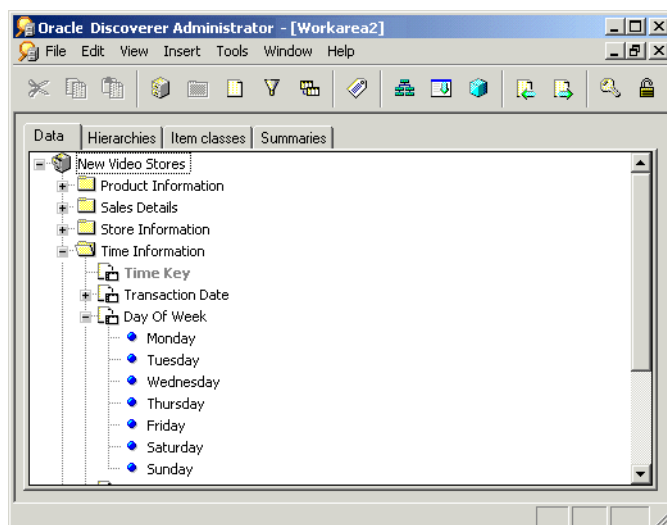 Oracle Discoverer Administrator - [Workarea2]
File Edit View Insert Tools Window Help
Data Hierarchies Item classes Summaries
New Video Stores
Product Information
Sales Details
Store Information
Time Information
Time Key
Transaction Date
Day Of Week
Monday
Tuesday
Wednesday
Thursday
Friday
Saturday
Sunday